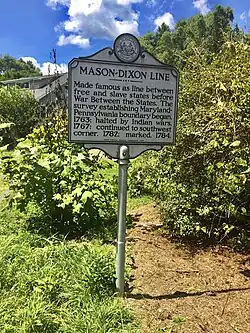 MASON-DIXON LINE
Made famous as line between
free and slave states before
War Between the States. The
survey establishing Maryland-
Pennsylvania boundary began
1763; halted by Indian wars
1767; continued to southwest
corner, 1782; marked, 1784.